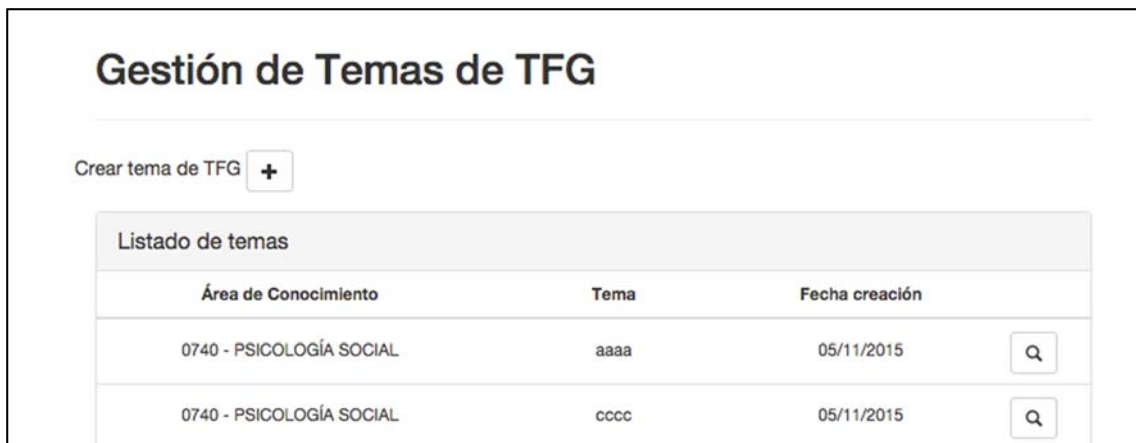 Gestión de Temas de TFG
Crear tema de TFG
Listado de temas
Área de Conocimiento Tema Fecha creación
0740 - PSICOLOGÍA SOCIAL aaaa 05/11/2015
0740 - PSICOLOGÍA SOCIAL cccc 05/11/2015